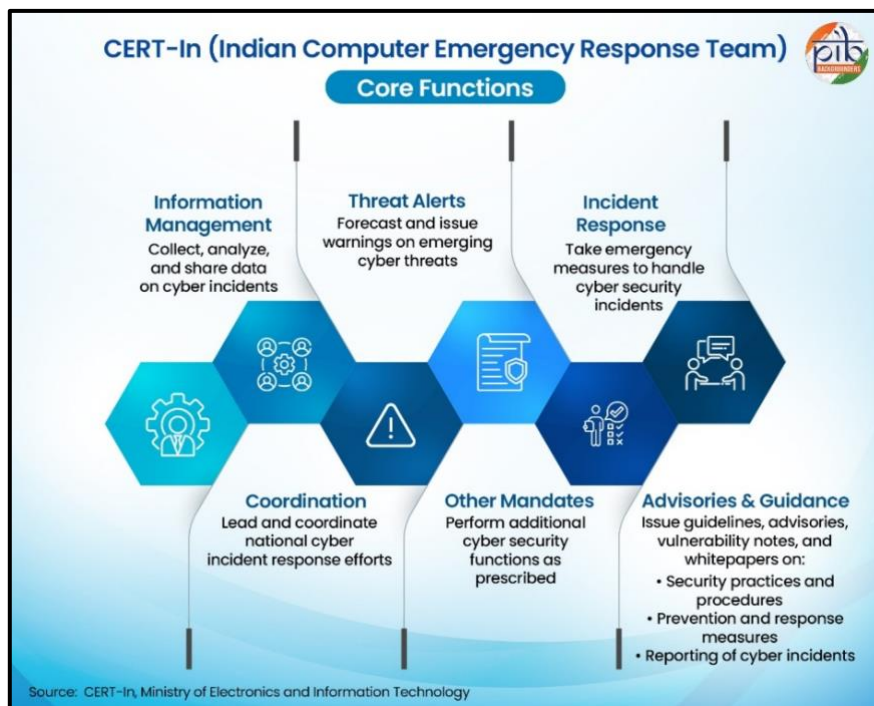 CERT-In (Indian Computer Emergency Response Team)
pib
BACKGROUNDERS
Core Functions
Information
Management
Collect, analyze,
and share data
on cyber incidents
Threat Alerts
Forecast and issue
warnings on emerging
cyber threats
Incident
Response
Take emergency
measures to handle
cyber security
incidents
Coordination
Lead and coordinate
national cyber
incident response efforts
Other Mandates
Perform additional
cyber security
functions as
prescribed
Advisories & Guidance
Issue guidelines, advisories,
vulnerability notes, and
whitepapers on:
• Security practices and
procedures
• Prevention and response
measures
• Reporting of cyber incidents
Source: CERT-In, Ministry of Electronics and Information Technology